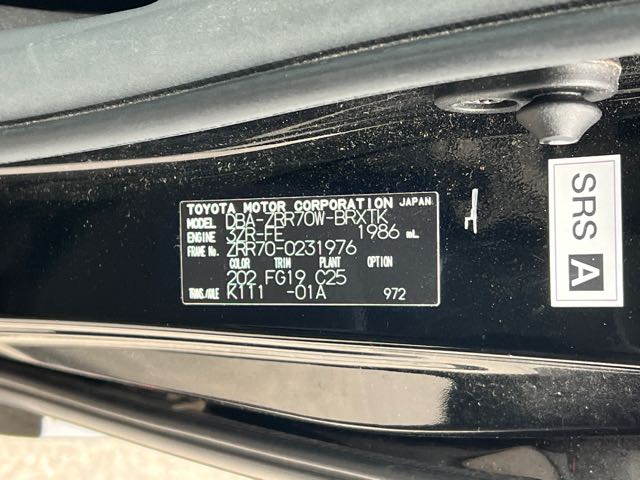 TOYOTA MOTOR CORPORATION JAPAN
MODEL DBA-ZRR70W-BRXTK
ENGINE 3ZR-FE 1986 mL
FRAME No. ZRR70-0231976
COLOR TRIM PLANT OPTION
202 FG19 C25
TRANS./AXLE K111 -01A 972
SRS A